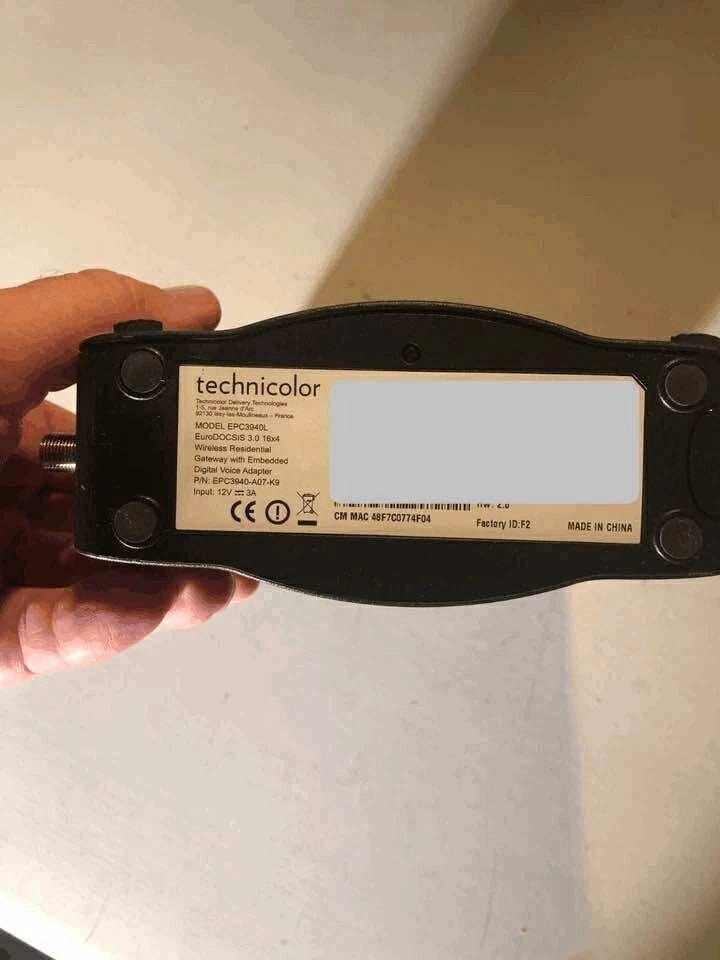 technicolor
Technicolor Delivery Technologies
1-5, rue Jeanne d'Arc
92130 Issy-les-Moulineaux – France
MODEL EPC3940L
EuroDOCSIS 3.0 16x4
Wireless Residential
Gateway with Embedded
Digital Voice Adapter
P/N: EPC3940-A07-K9
Input: 12V 3A
CE
HW: 2.0
CM MAC 48F7C0774F04
Factory ID:F2
MADE IN CHINA